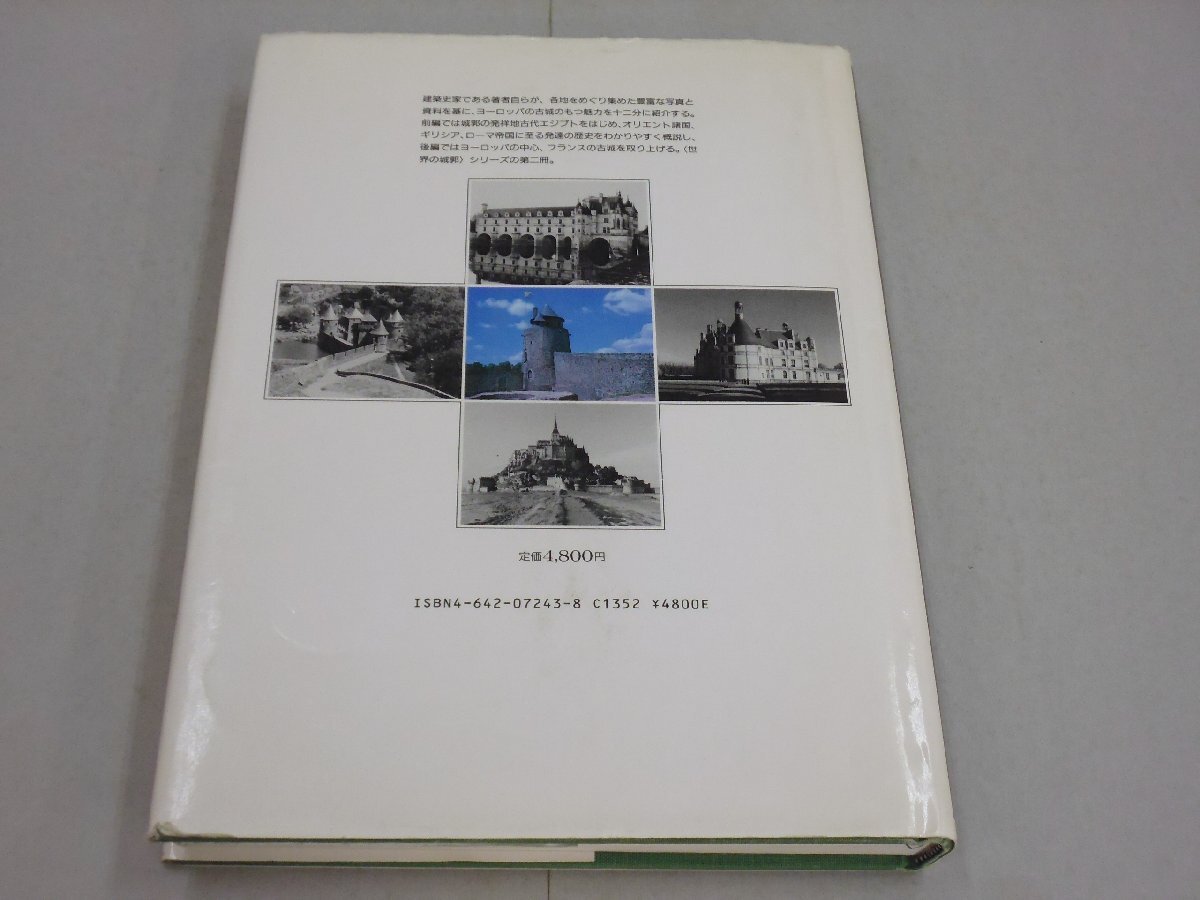 建築史家である著者自らが、各地をめぐり集めた豊富な写真と
資料を基に、ヨーロッパの古城のもつ魅力を十二分に紹介する。
前編では城郭の発祥地古代エジプトをはじめ、オリエント諸国、
ギリシア、ローマ帝国に至る発達の歴史をわかりやすく概説し、
後編ではヨーロッパの中心、フランスの古城を取り上げる。〈世
界の城郭〉シリーズの第二冊。
定価4,800円
ISBN4-642-07243-8 C1352 ¥4800E